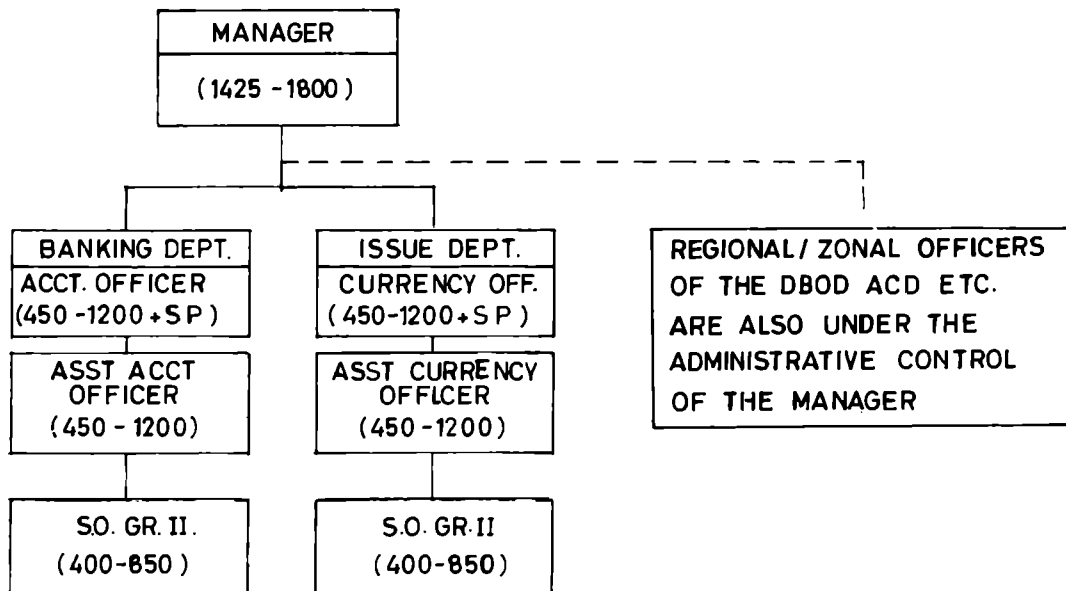 MANAGER
(1425-1800)
BANKING DEPT.
ACCT. OFFICER
(450-1200+SP)
ASST ACCT
OFFICER
(450-1200)
S.O. GR. II.
(400-850)
ISSUE DEPT.
CURRENCY OFF.
(450-1200+SP)
ASST CURRENCY
OFFICER
(450-1200)
S.O. GR.II
(400-850)
REGIONAL/ZONAL OFFICERS
OF THE DBOD ACD ETC.
ARE ALSO UNDER THE
ADMINISTRATIVE CONTROL
OF THE MANAGER